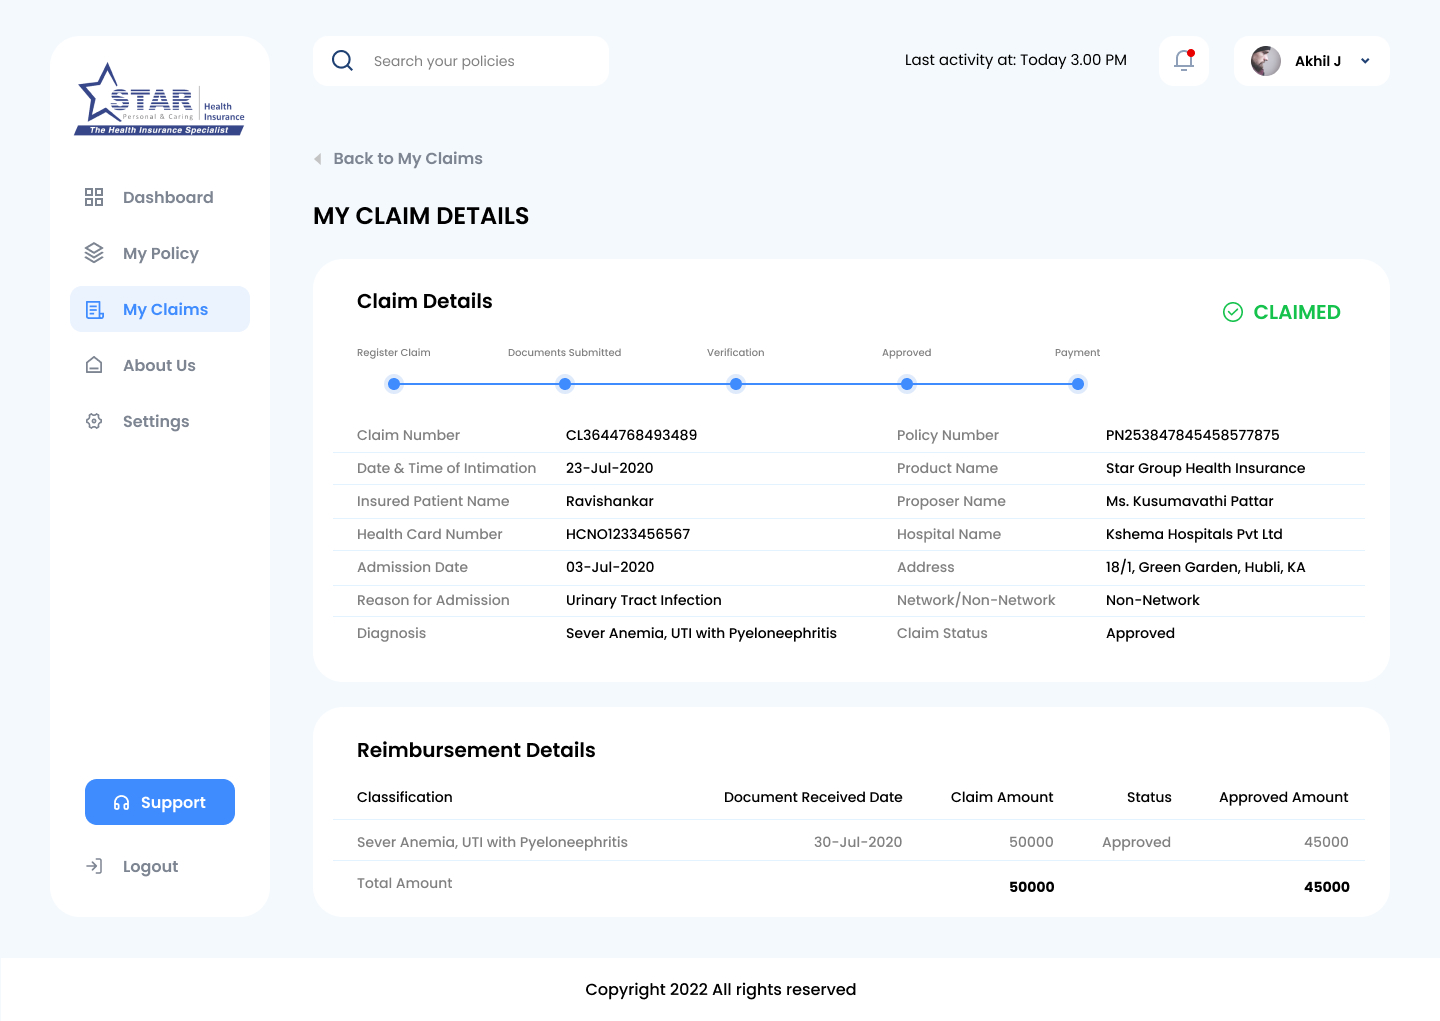 STAR
Health
Insurance
Personal & Caring
The Health Insurance Specialist
Dashboard
My Policy
My Claims
About Us
Settings
Support
Logout
Search your policies
Last activity at: Today 3.00 PM
Akhil J
Back to My Claims
MY CLAIM DETAILS
Claim Details
CLAIMED
Register Claim Documents Submitted Verification Approved Payment
Claim Number CL3644768493489 Policy Number PN253847845458577875
Date & Time of Intimation 23-Jul-2020 Product Name Star Group Health Insurance
Insured Patient Name Ravishankar Proposer Name Ms. Kusumavathi Pattar
Health Card Number HCNO1233456567 Hospital Name Kshema Hospitals Pvt Ltd
Admission Date 03-Jul-2020 Address 18/1, Green Garden, Hubli, KA
Reason for Admission Urinary Tract Infection Network/Non-Network Non-Network
Diagnosis Sever Anemia, UTI with Pyeloneephritis Claim Status Approved
Reimbursement Details
Classification Document Received Date Claim Amount Status Approved Amount
Sever Anemia, UTI with Pyeloneephritis 30-Jul-2020 50000 Approved 45000
Total Amount 50000 45000
Copyright 2022 All rights reserved